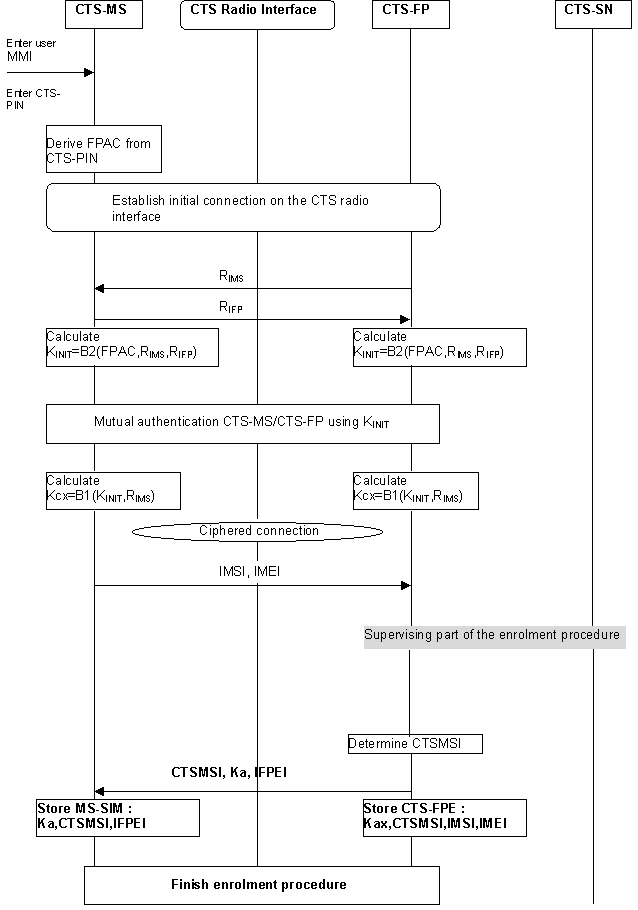 CTS-MS
CTS Radio Interface
CTS-FP
CTS-SN
Enter user
MMI
Enter CTS-
PIN
Derive FPAC from
CTS-PIN
Establish initial connection on the CTS radio
interface
RIMS
RIFP
Calculate
KINIT=B2(FPAC,RIMS,RIFP)
Calculate
KINIT=B2(FPAC,RIMS,RIFP)
Mutual authentication CTS-MS/CTS-FP using KINIT
Calculate
Kcx=B1(KINIT,RIMS)
Calculate
Kcx=B1(KINIT,RIMS)
Ciphered connection
IMSI, IMEI
Supervising part of the enrolment procedure
Determine CTSMSI
CTSMSI, Ka, IFPEI
Store MS-SIM :
Ka,CTSMSI,IFPEI
Store CTS-FPE :
Kax,CTSMSI,IMSI,IMEI
Finish enrolment procedure